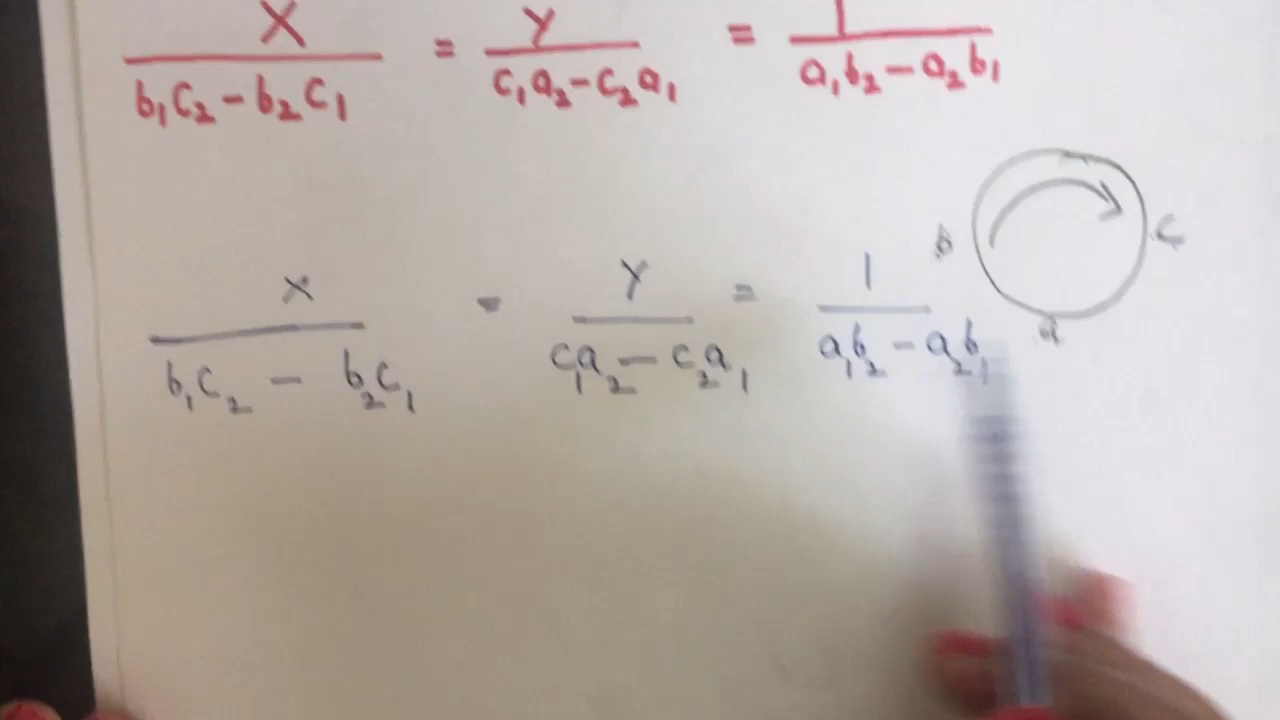 x/(b₁c₂-b₂c₁) = y/(c₁a₂-c₂a₁) = 1/(a₁b₂-a₂b₁)
b c
a
x/(b₁c₂ - b₂c₁) = y/(c₁a₂ - c₂a₁) = 1/(a₁b₂ - a₂b₁)